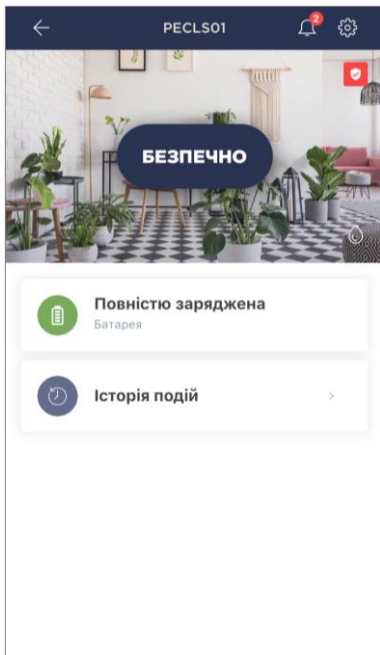 PECLS01
2
БЕЗПЕЧНО
Повністю заряджена
Батарея
Історія подій